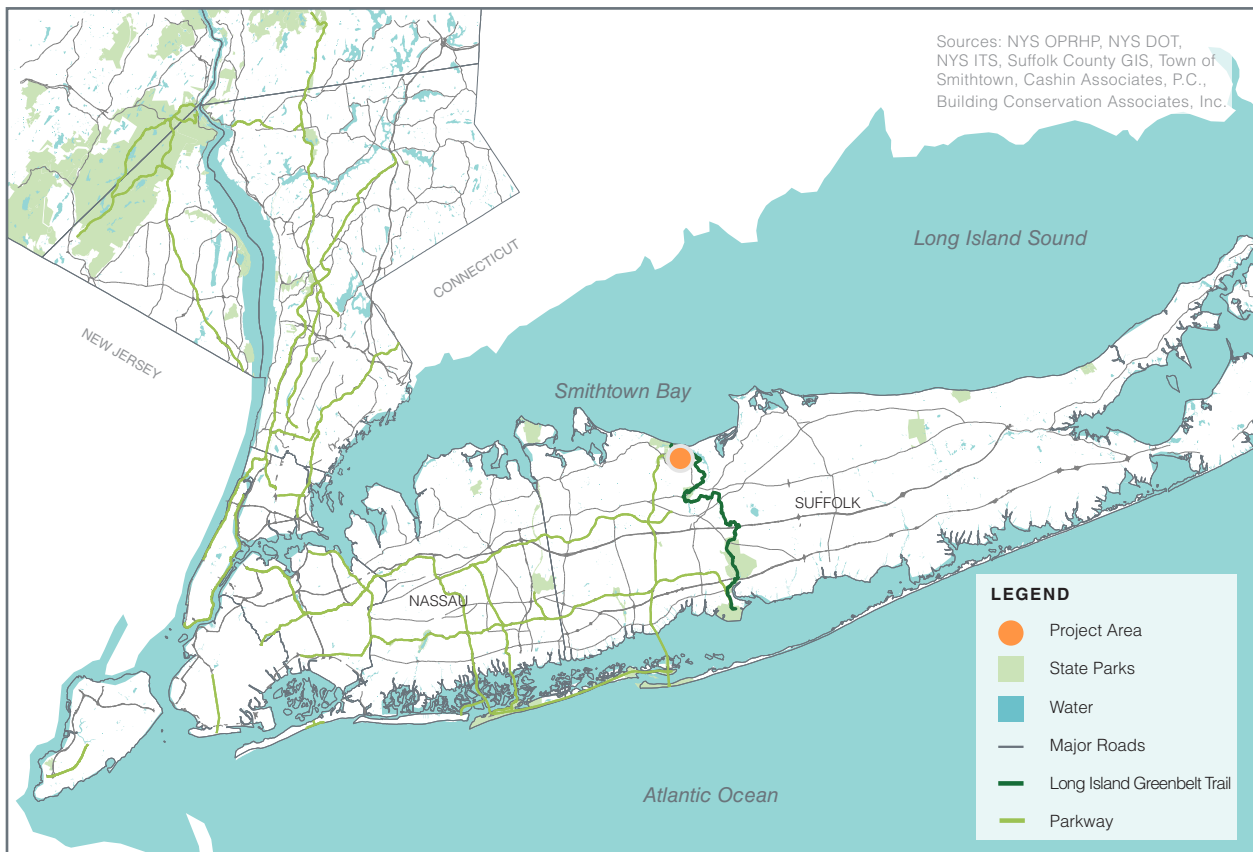 Sources: NYS OPRHP, NYS DOT,
NYS ITS, Suffolk County GIS, Town of
Smithtown, Cashin Associates, P.C.,
Building Conservation Associates, Inc.
Long Island Sound
CONNECTICUT
NEW JERSEY
Smithtown Bay
SUFFOLK
NASSAU
Atlantic Ocean
LEGEND
Project Area
State Parks
Water
Major Roads
Long Island Greenbelt Trail
Parkway